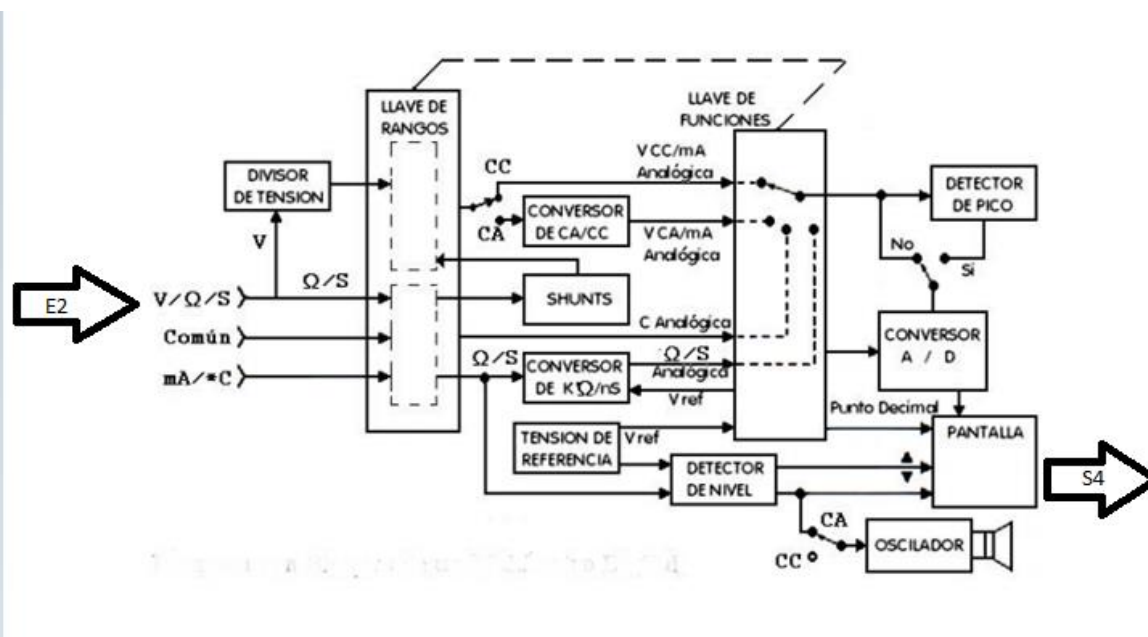 LLAVE DE
RANGOS
LLAVE DE
FUNCIONES
DIVISOR
DE TENSION
V
CC
CA
CONVERSOR
DE CA/CC
V CC/mA
Analógica
V CA/mA
Analógica
DETECTOR
DE PICO
No
Si
E2
V/Ω/S
Ω/S
Común
mA/*C
SHUNTS
C Analógica
Ω/S
CONVERSOR
DE KΩ/nS
Ω/S
Analógica
Vref
CONVERSOR
A / D
Punto Decimal
PANTALLA
TENSION DE
REFERENCIA
Vref
DETECTOR
DE NIVEL
S4
CA
CC
OSCILADOR